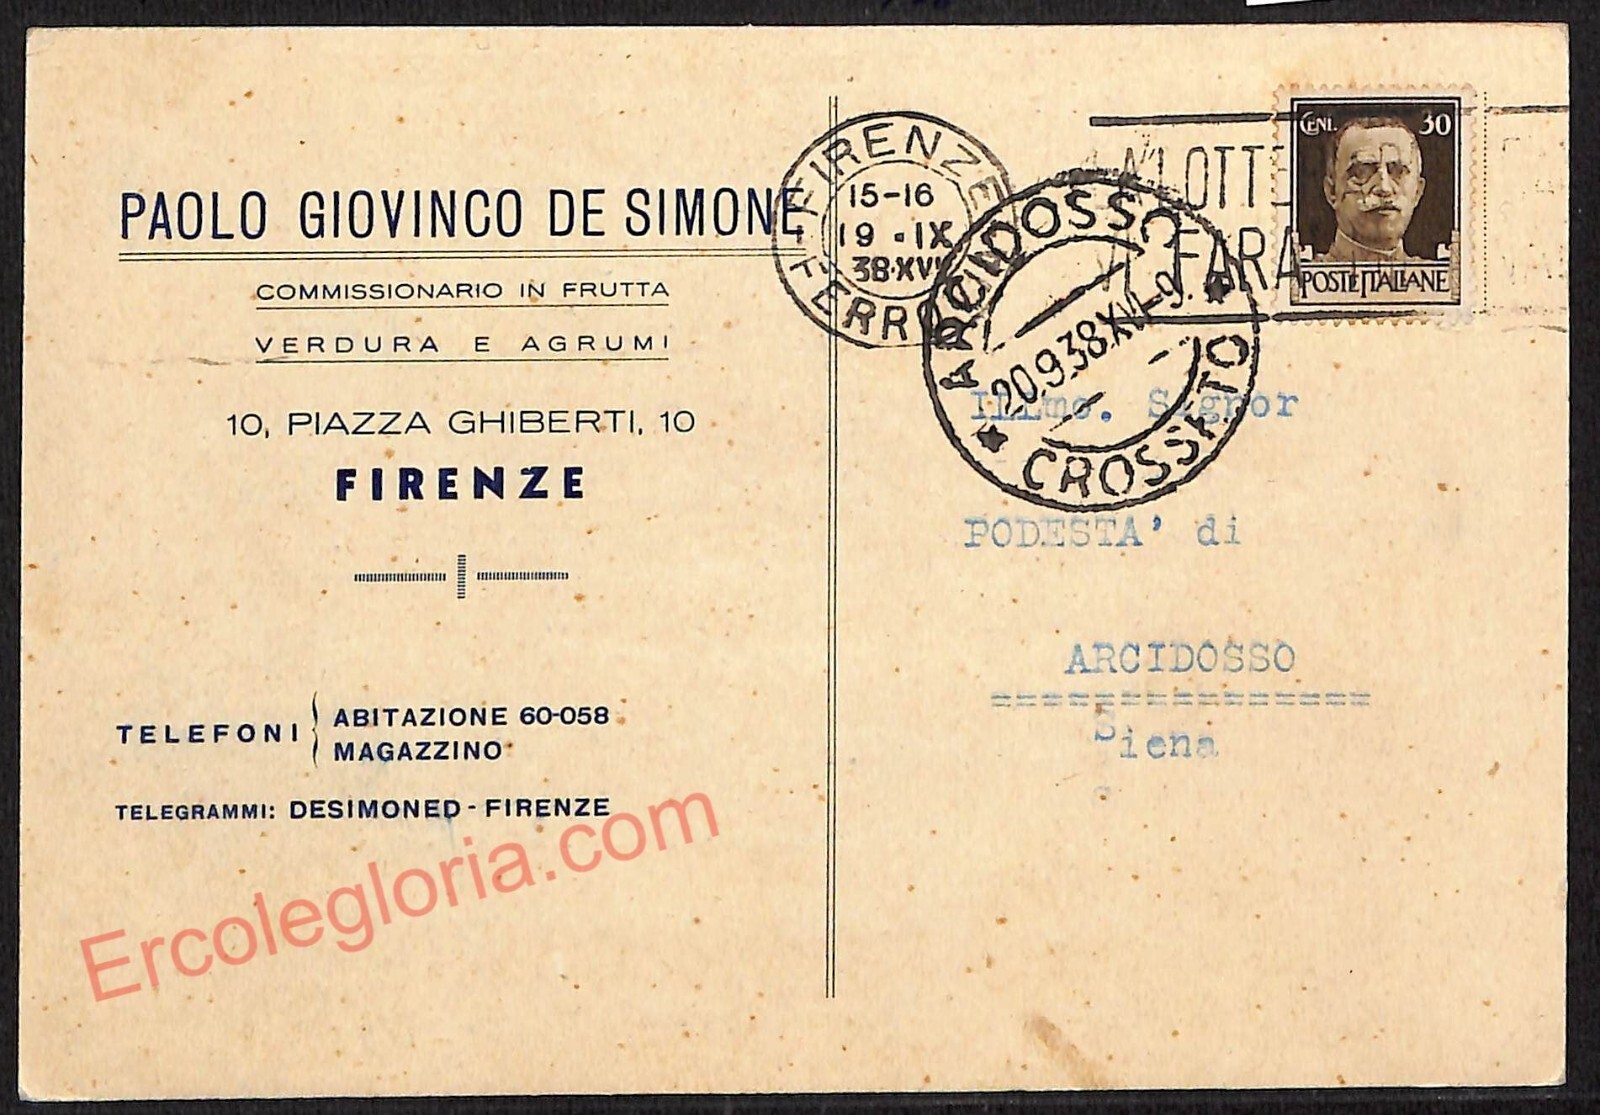 PAOLO GIOVINCO DE SIMONE
COMMISSIONARIO IN FRUTTA
VERDURA E AGRUMI
10, PIAZZA GHIBERTI, 10
FIRENZE
TELEFONI
ABITAZIONE 60-058
MAGAZZINO
TELEGRAMMI: DESIMONED - FIRENZE
FIRENZE
15-16
19 . IX
38·XVI
CENT. 30
POSTE ITALIANE
ARCIDOSSO
20.9.38 XVI-9
GROSSETO
Illmo. Signor
PODESTA' di
ARCIDOSSO
================
Siena
Ercolegloria.com